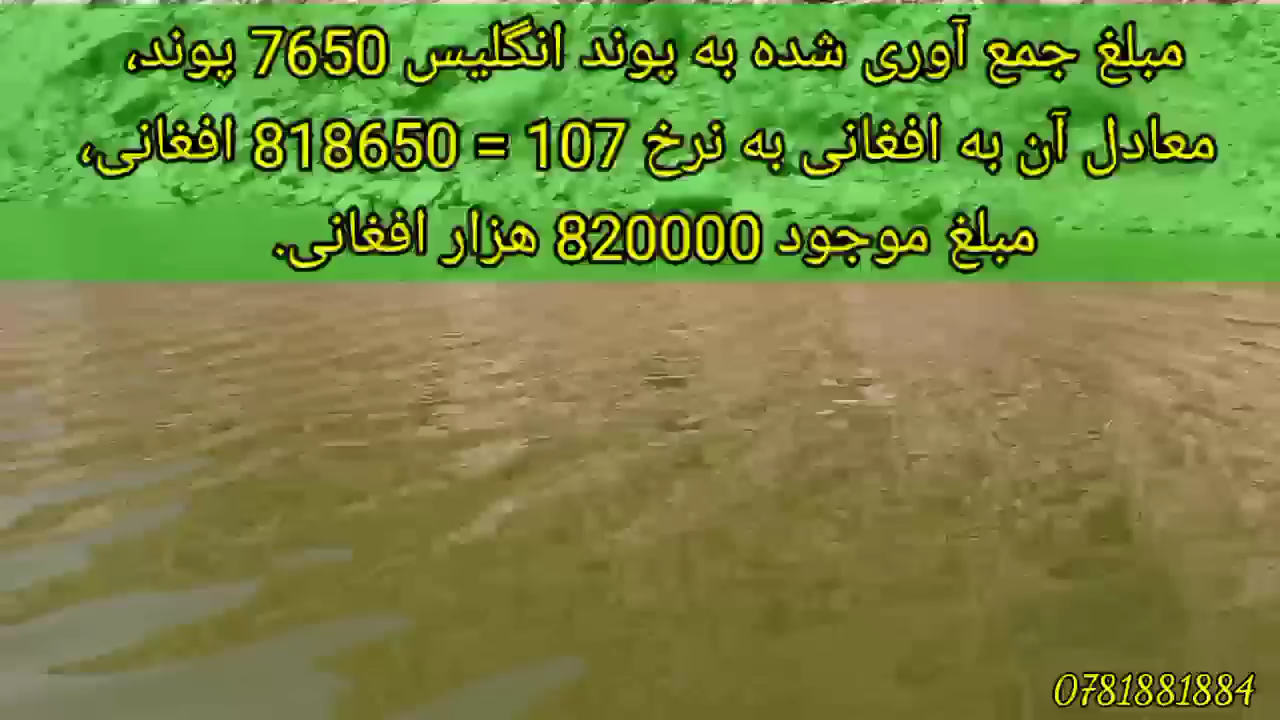 مبلغ جمع آوری شده به پوند انگلیس 7650 پوند،
معادل آن به افغانی به نرخ 107 = 818650 افغانی،
مبلغ موجود 820000 هزار افغانی.
0781881884